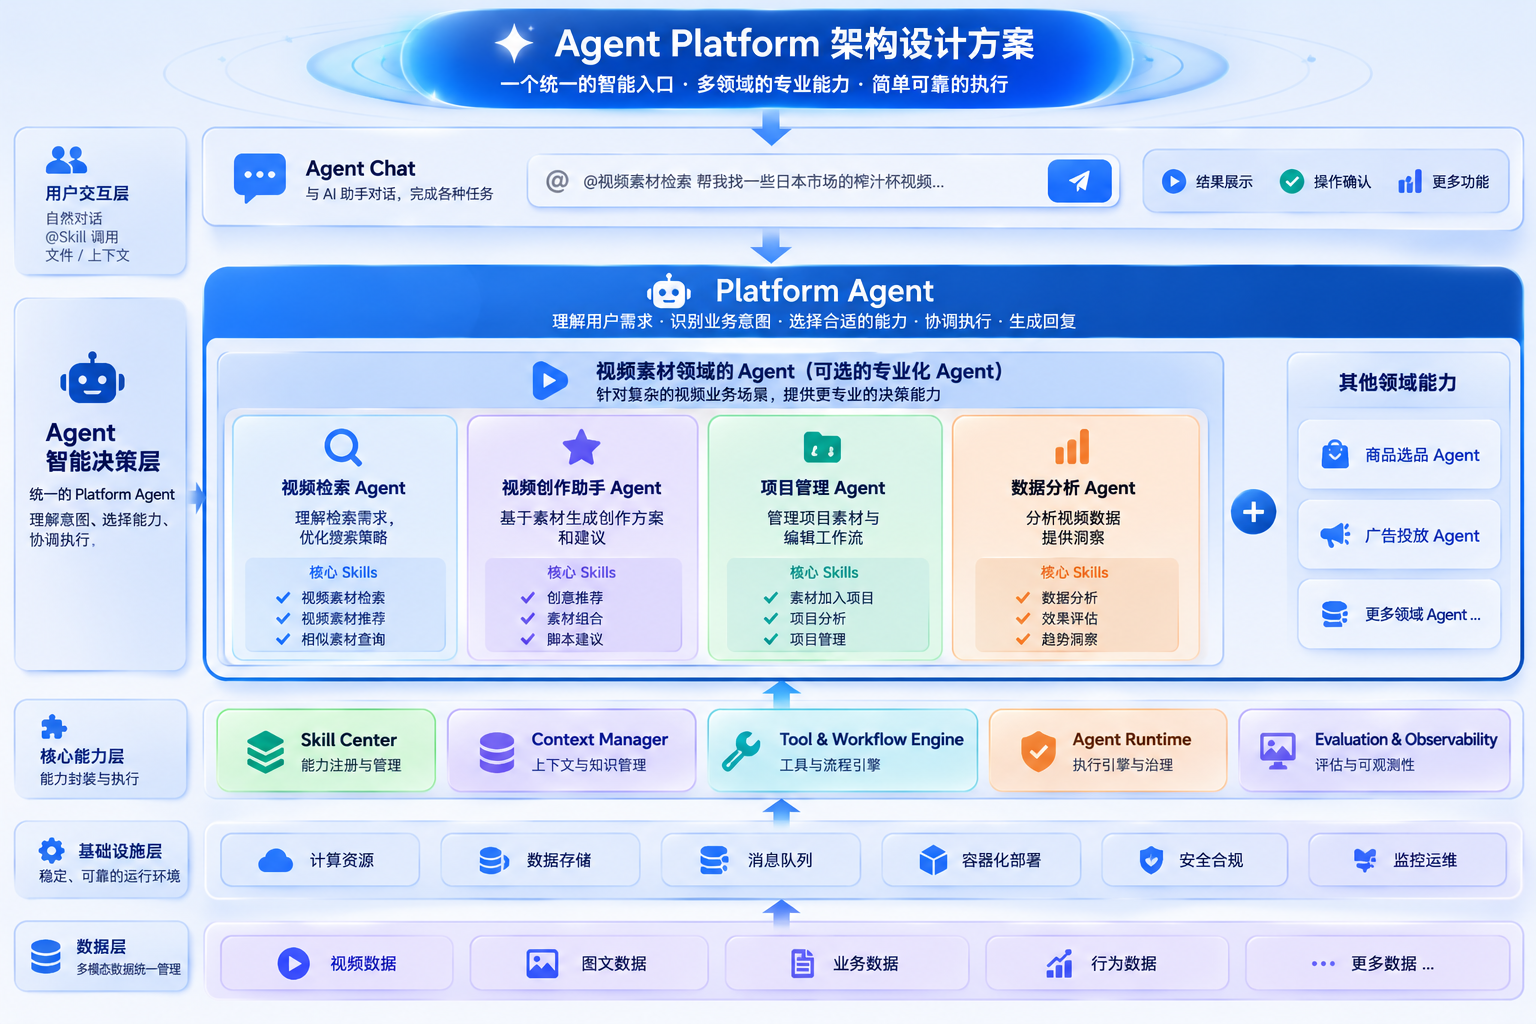 Agent Platform 架构设计方案
一个统一的智能入口 · 多领域的专业能力 · 简单可靠的执行
用户交互层
自然对话
@Skill 调用
文件 / 上下文
Agent Chat
与 AI 助手对话，完成各种任务
@ @视频素材检索 帮我找一些日本市场的榨汁杯视频...
结果展示
操作确认
更多功能
Agent
智能决策层
统一的 Platform Agent
理解意图、选择能力、
协调执行.
Platform Agent
理解用户需求 · 识别业务意图 · 选择合适的能力 · 协调执行 · 生成回复
视频素材领域的 Agent（可选的专业化 Agent）
针对复杂的视频业务场景，提供更专业的决策能力
视频检索 Agent
理解检索需求，
优化搜索策略
核心 Skills
视频素材检索
视频素材推荐
相似素材查询
视频创作助手 Agent
基于素材生成创作方案
和建议
核心 Skills
创意推荐
素材组合
脚本建议
项目管理 Agent
管理项目素材与
编辑工作流
核心 Skills
素材加入项目
项目分析
项目管理
数据分析 Agent
分析视频数据
提供洞察
核心 Skills
数据分析
效果评估
趋势洞察
其他领域能力
商品选品 Agent
广告投放 Agent
更多领域 Agent ...
核心能力层
能力封装与执行
Skill Center
能力注册与管理
Context Manager
上下文与知识管理
Tool & Workflow Engine
工具与流程引擎
Agent Runtime
执行引擎与治理
Evaluation & Observability
评估与可观测性
基础设施层
稳定、可靠的运行环境
计算资源
数据存储
消息队列
容器化部署
安全合规
监控运维
数据层
多模态数据统一管理
视频数据
图文数据
业务数据
行为数据
更多数据 ...